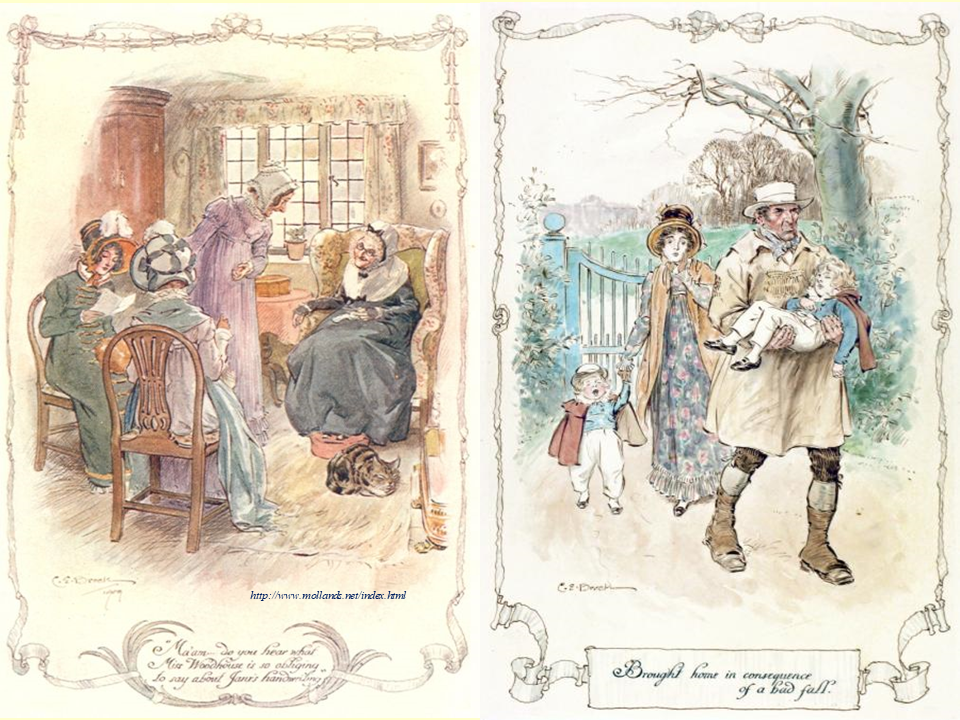 C. E. Brock
1909
http://www.mollands.net/index.html
"Ma'am—do you hear what
Miss Woodhouse is so obliging
to say about Jane's handwriting?"
C. E. Brock
Brought home in consequence
of a bad fall.